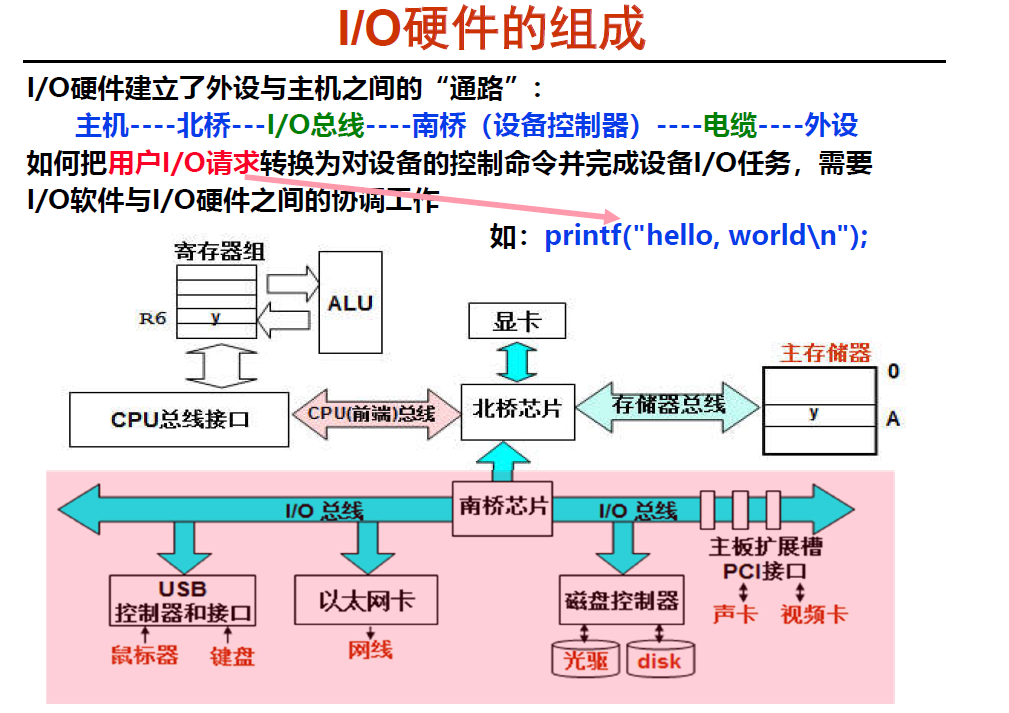 I/O硬件的组成
I/O硬件建立了外设与主机之间的“通路”：
主机----北桥---I/O总线----南桥（设备控制器）----电缆----外设
如何把用户I/O请求转换为对设备的控制命令并完成设备I/O任务，需要
I/O软件与I/O硬件之间的协调工作
如：printf("hello, world\n");
寄存器组
ALU
R6
y
显卡
主存储器
0
CPU总线接口
CPU(前端)总线
北桥芯片
存储器总线
y
A
I/O 总线
南桥芯片
I/O 总线
主板扩展槽
PCI接口
USB
控制器和接口
以太网卡
磁盘控制器
声卡
视频卡
鼠标器
键盘
网线
光驱
disk